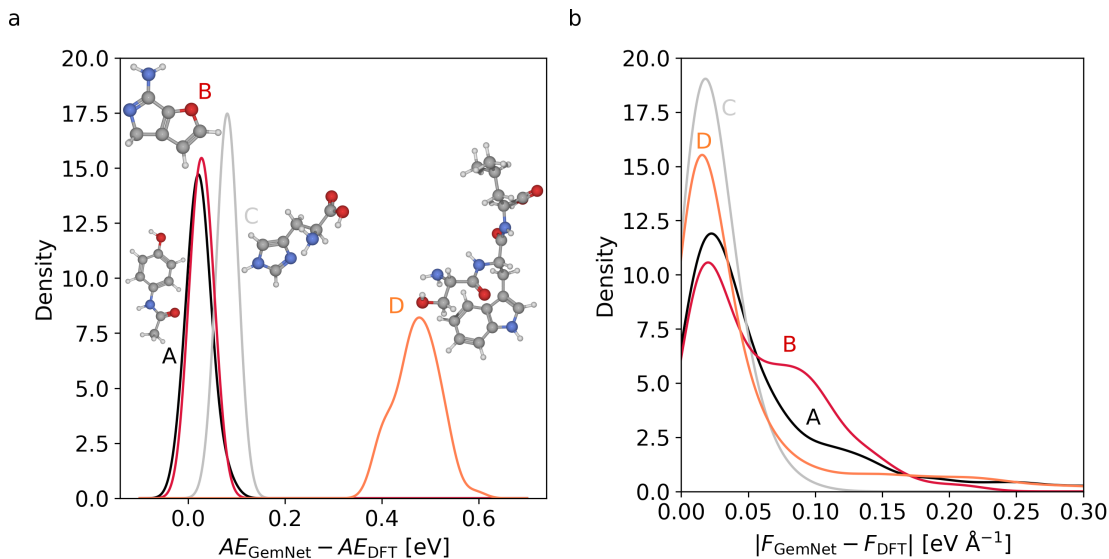 a
20.0
17.5
15.0
12.5
10.0
7.5
5.0
2.5
0.0
Density
B
C
D
A
0.0 0.2 0.4 0.6
AE_GemNet − AE_DFT [eV]
b
20.0
17.5
15.0
12.5
10.0
7.5
5.0
2.5
0.0
Density
C
D
B
A
0.00 0.05 0.10 0.15 0.20 0.25 0.30
|F_GemNet − F_DFT| [eV Å⁻¹]